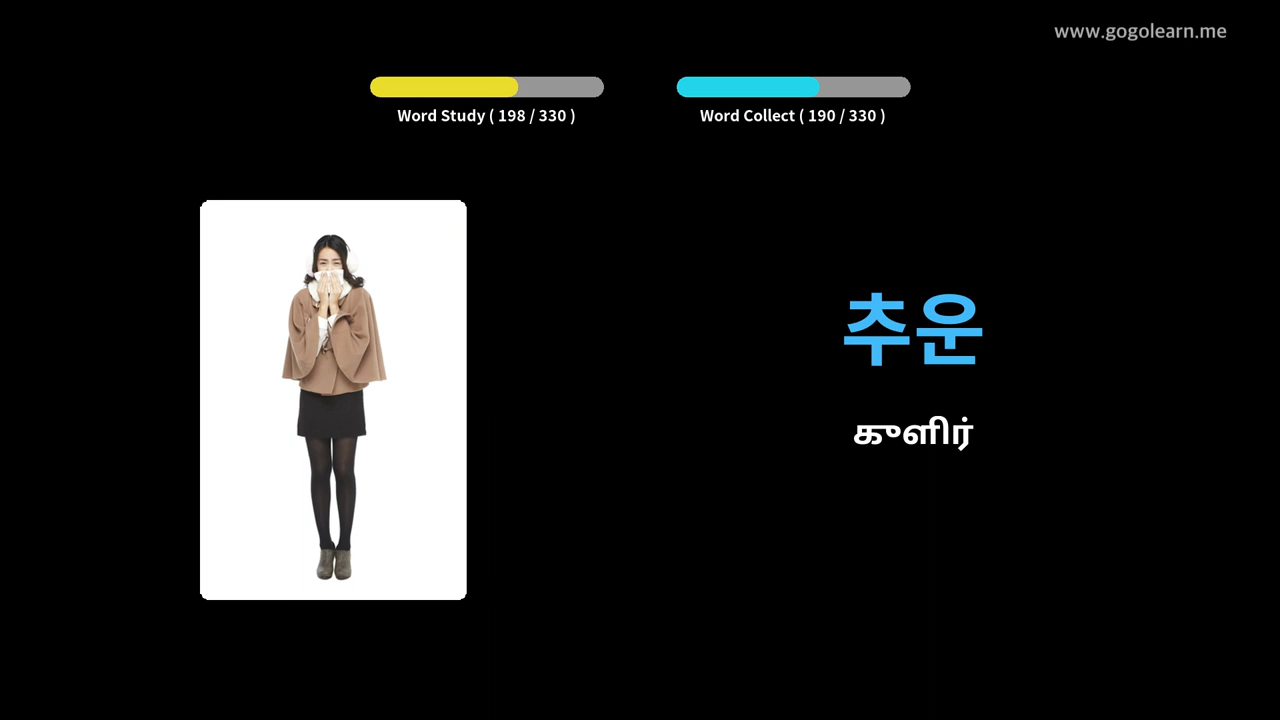 www.gogolearn.me
Word Study ( 198 / 330 )
Word Collect ( 190 / 330 )
추운
குளிர்